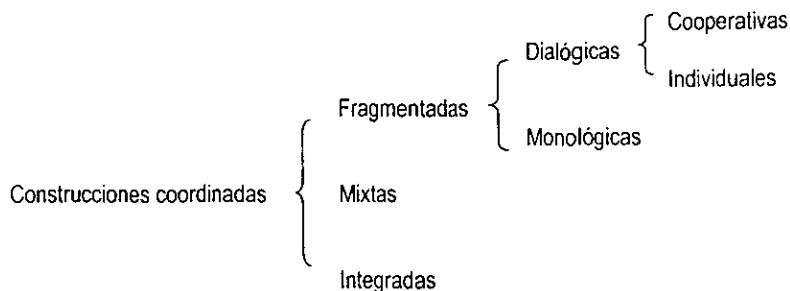 Cooperativas
Dialógicas
Individuales
Fragmentadas
Monológicas
Construcciones coordinadas
Mixtas
Integradas